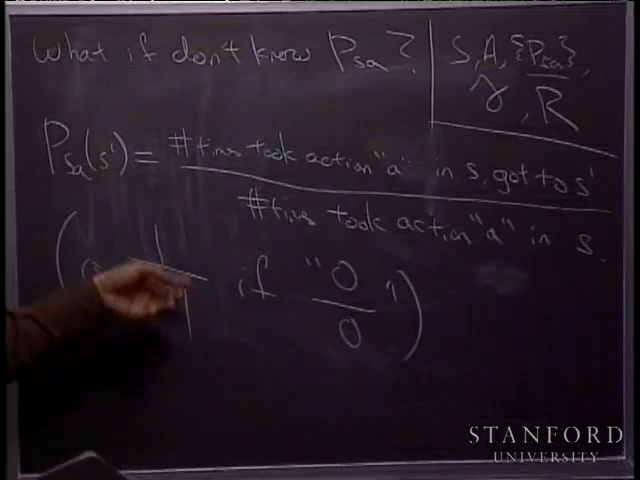 What if don't know Psa?
S, A, {Psa},
γ, R
Psa(s') = #times took action "a" in s, got to s'
#times took action "a" in s.
( 1 if "0/0" )
STANFORD
UNIVERSITY